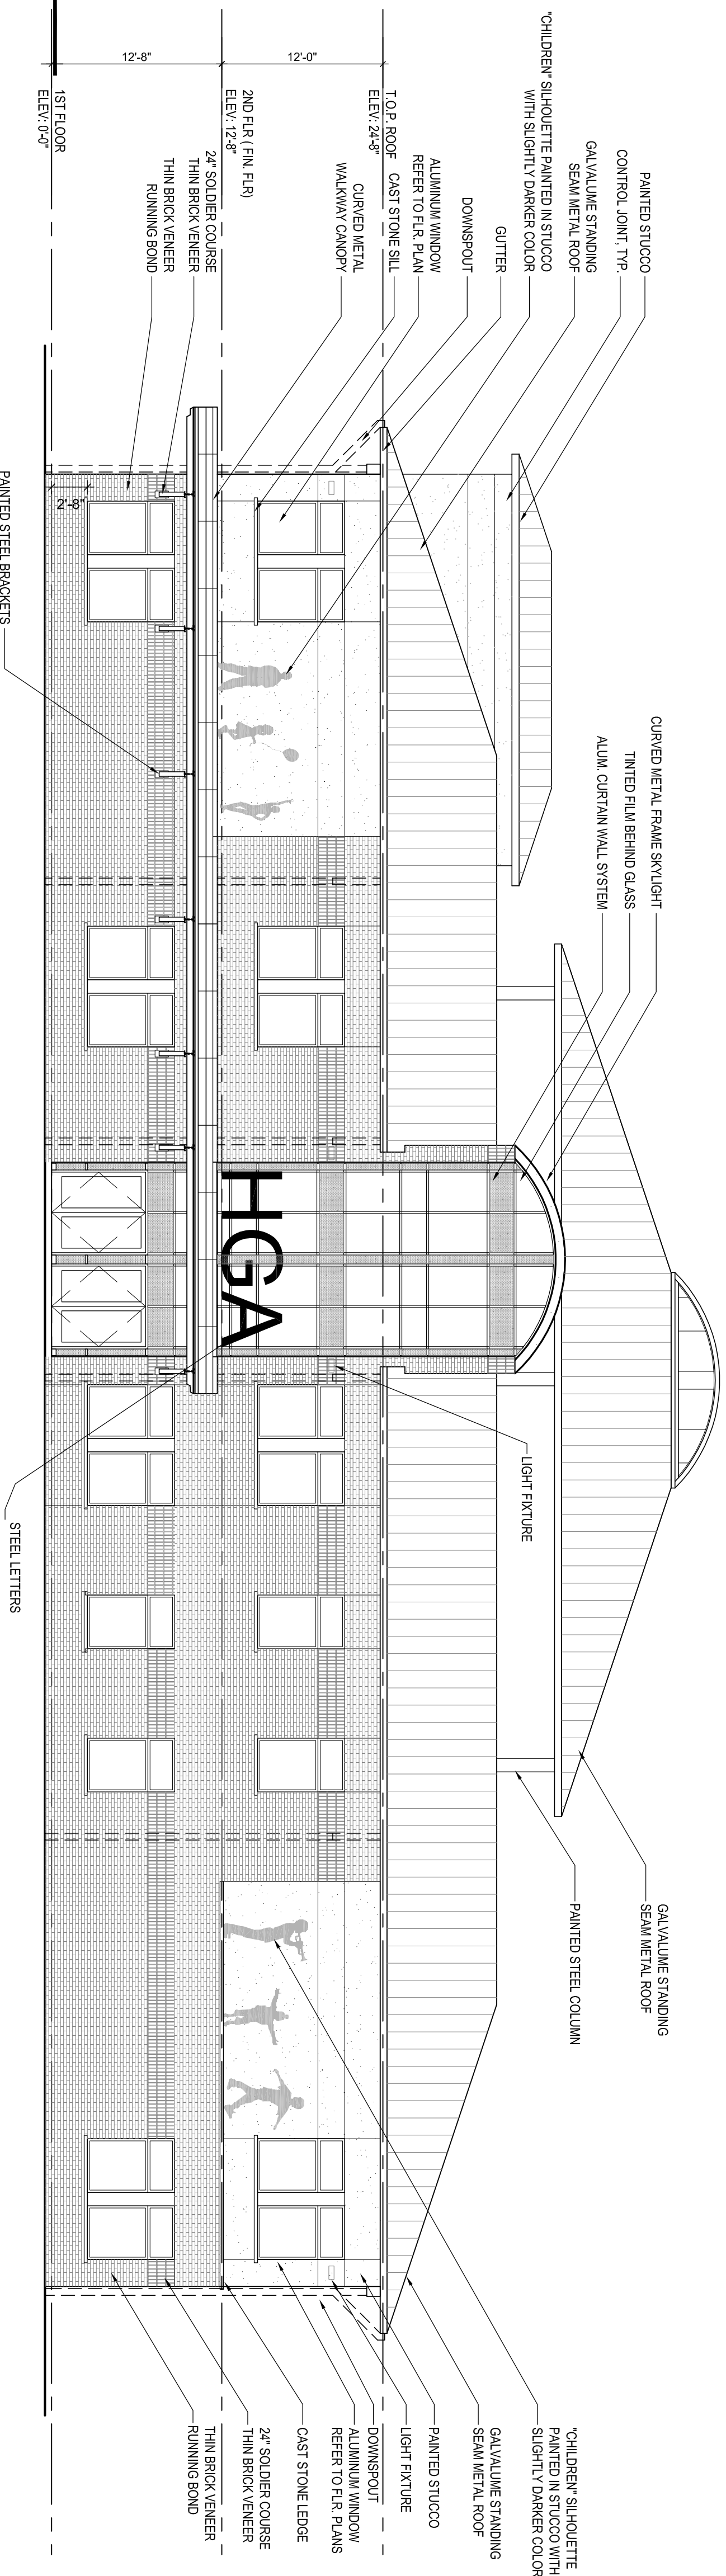 PAINTED STUCCO
CONTROL JOINT, TYP.
GALVALUME STANDING
SEAM METAL ROOF
"CHILDREN" SILHOUETTE PAINTED IN STUCCO
WITH SLIGHTLY DARKER COLOR
GUTTER
DOWNSPOUT
ALUMINUM WINDOW
REFER TO FLR. PLAN
CAST STONE SILL
T.O.P. ROOF
ELEV: 24'-8"
CURVED METAL
WALKWAY CANOPY
2ND FLR ( FIN. FLR)
ELEV: 12'-8"
24" SOLDIER COURSE
THIN BRICK VENEER
THIN BRICK VENEER
RUNNING BOND
1ST FLOOR
ELEV: 0'-0"
12'-0"
12'-8"
2'-8"
PAINTED STEEL BRACKETS
CURVED METAL FRAME SKYLIGHT
TINTED FILM BEHIND GLASS
ALUM. CURTAIN WALL SYSTEM
HGA
LIGHT FIXTURE
STEEL LETTERS
GALVALUME STANDING
SEAM METAL ROOF
PAINTED STEEL COLUMN
"CHILDREN" SILHOUETTE
PAINTED IN STUCCO WITH
SLIGHTLY DARKER COLOR
GALVALUME STANDING
SEAM METAL ROOF
PAINTED STUCCO
LIGHT FIXTURE
DOWNSPOUT
ALUMINUM WINDOW
REFER TO FLR. PLANS
CAST STONE LEDGE
24" SOLDIER COURSE
THIN BRICK VENEER
THIN BRICK VENEER
RUNNING BOND